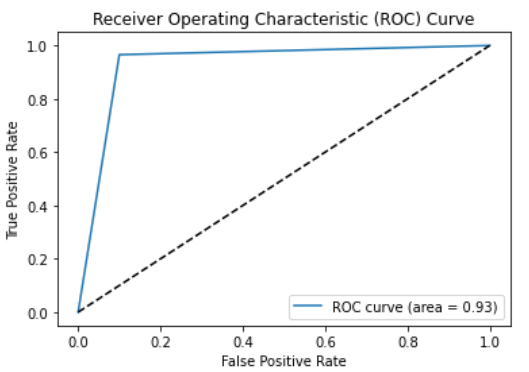 Receiver Operating Characteristic (ROC) Curve
1.0
0.8
0.6
0.4
0.2
0.0
True Positive Rate
ROC curve (area = 0.93)
0.0 0.2 0.4 0.6 0.8 1.0
False Positive Rate